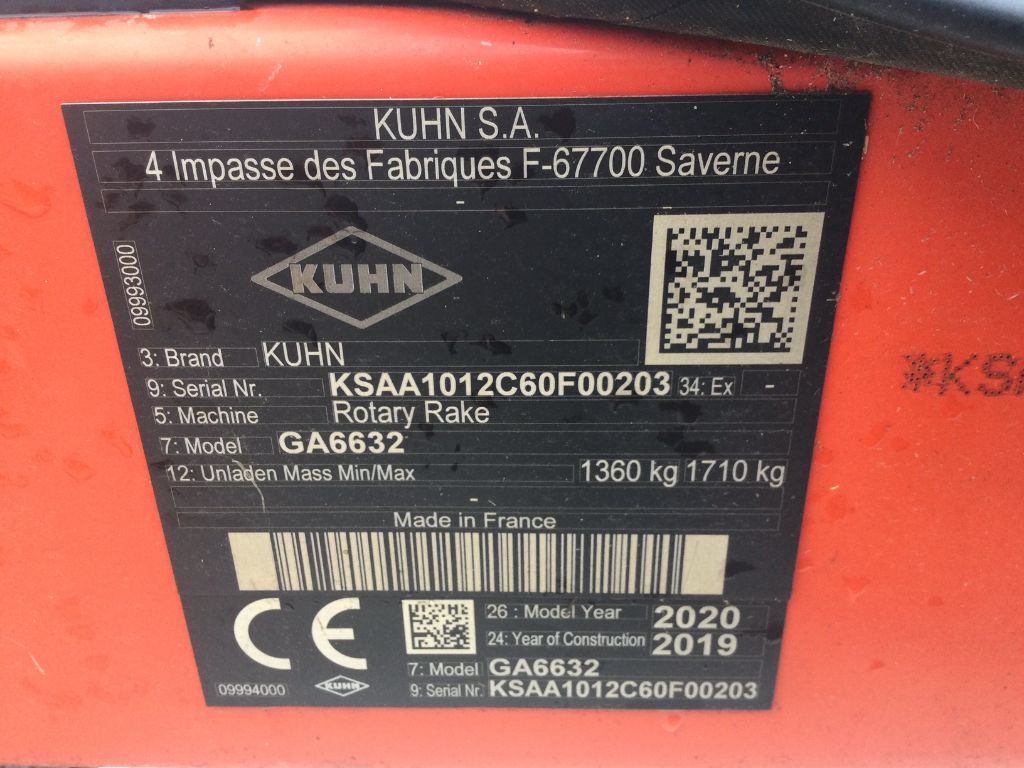 KUHN S.A.
4 Impasse des Fabriques F-67700 Saverne
-
09993000
KUHN
3: Brand KUHN
9: Serial Nr. KSAA1012C60F00203 34: Ex -
5: Machine Rotary Rake
7: Model GA6632
12: Unladen Mass Min/Max 1360 kg 1710 kg
-
Made in France
CE
26 : Model Year 2020
24: Year of Construction 2019
7: Model GA6632
9: Serial Nr. KSAA1012C60F00203
09994000
KUHN
*KS